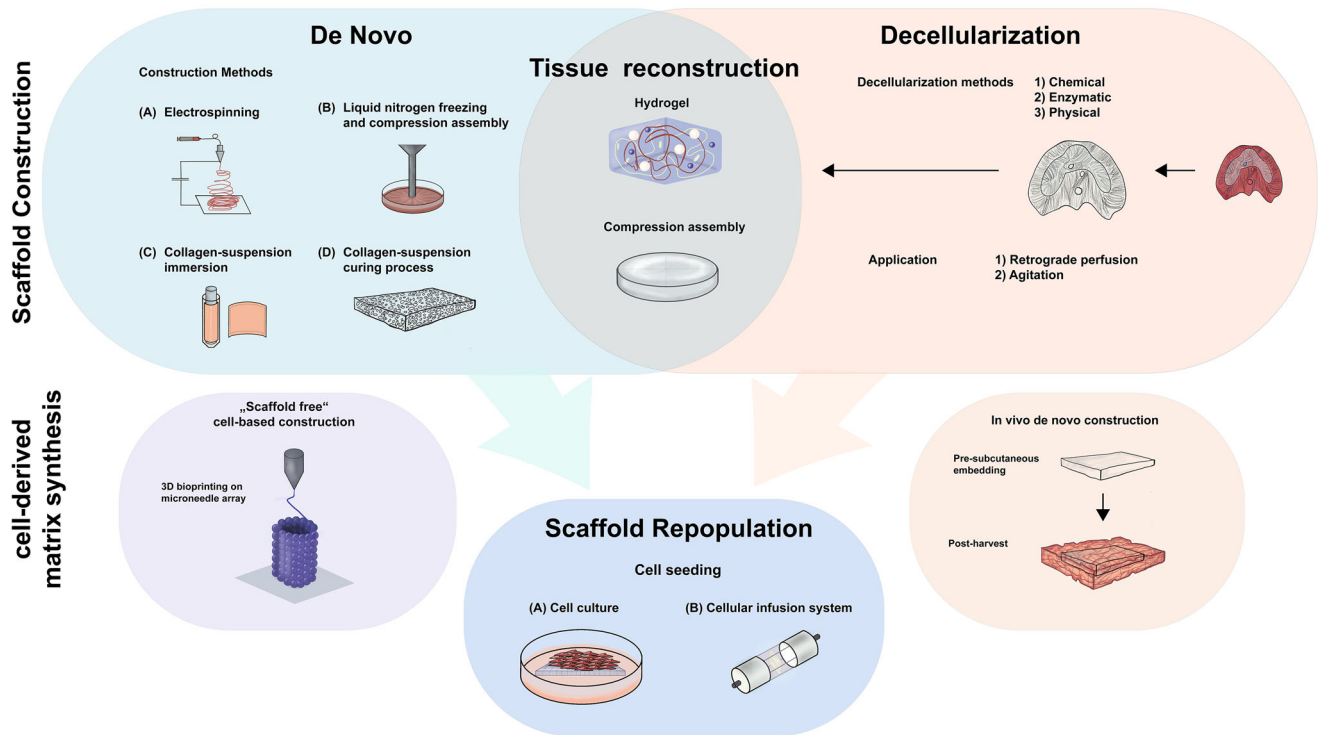 De Novo
Decellularization
Tissue reconstruction
Scaffold Construction
Construction Methods
(A) Electrospinning
(B) Liquid nitrogen freezing
and compression assembly
(C) Collagen-suspension
immersion
(D) Collagen-suspension
curing process
Hydrogel
Compression assembly
Decellularization methods
1) Chemical
2) Enzymatic
3) Physical
Application
1) Retrograde perfusion
2) Agitation
cell-derived
matrix synthesis
„Scaffold free“
cell-based construction
3D bioprinting on
microneedle array
Scaffold Repopulation
Cell seeding
(A) Cell culture
(B) Cellular infusion system
In vivo de novo construction
Pre-subcutaneous
embedding
Post-harvest